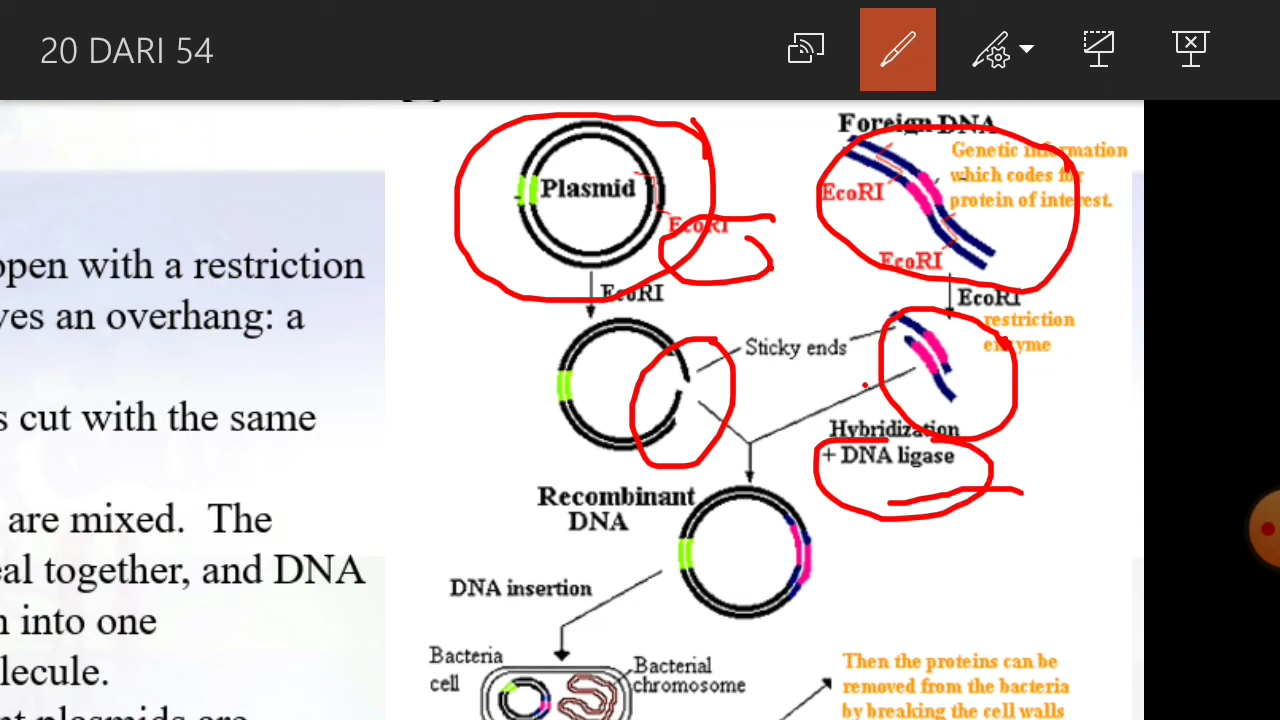 20 DARI 54
open with a restriction
ves an overhang: a
s cut with the same
are mixed. The
eal together, and DNA
n into one
lecule.
nt plasmids are
Foreign DNA
Genetic information
which codes for
protein of interest.
Plasmid
EcoRI
EcoRI
EcoRI
EcoRI
EcoRI
restriction
enzyme
Sticky ends
Hybridization
+ DNA ligase
Recombinant
DNA
DNA insertion
Bacteria
cell
Bacterial
chromosome
Then the proteins can be
removed from the bacteria
by breaking the cell walls